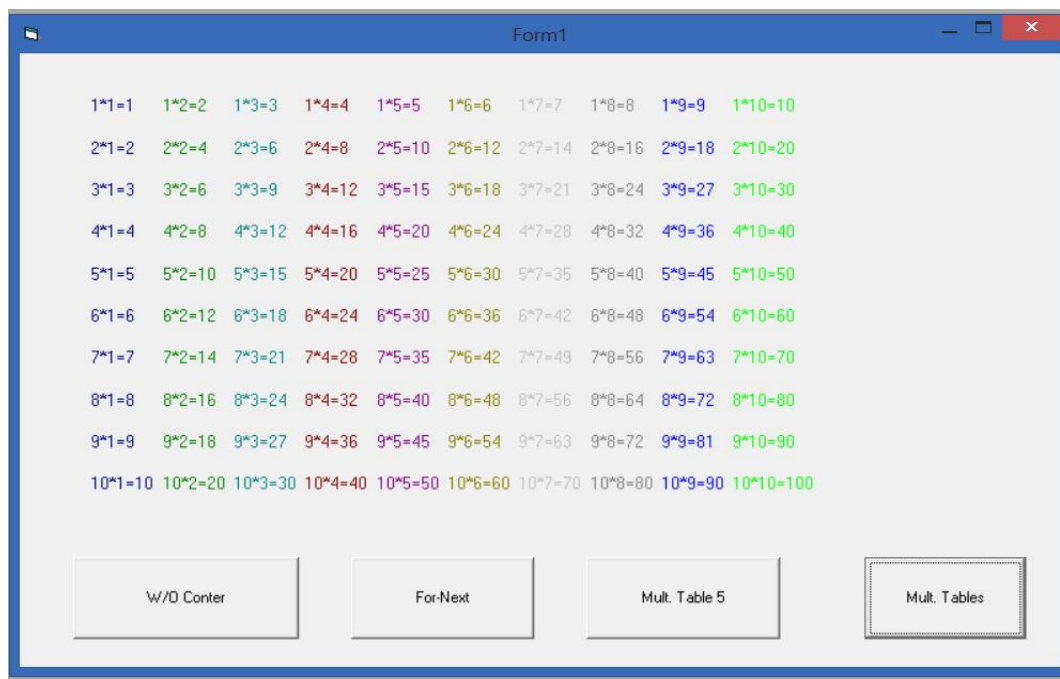 Form1
1*1=1 1*2=2 1*3=3 1*4=4 1*5=5 1*6=6 1*7=7 1*8=8 1*9=9 1*10=10
2*1=2 2*2=4 2*3=6 2*4=8 2*5=10 2*6=12 2*7=14 2*8=16 2*9=18 2*10=20
3*1=3 3*2=6 3*3=9 3*4=12 3*5=15 3*6=18 3*7=21 3*8=24 3*9=27 3*10=30
4*1=4 4*2=8 4*3=12 4*4=16 4*5=20 4*6=24 4*7=28 4*8=32 4*9=36 4*10=40
5*1=5 5*2=10 5*3=15 5*4=20 5*5=25 5*6=30 5*7=35 5*8=40 5*9=45 5*10=50
6*1=6 6*2=12 6*3=18 6*4=24 6*5=30 6*6=36 6*7=42 6*8=48 6*9=54 6*10=60
7*1=7 7*2=14 7*3=21 7*4=28 7*5=35 7*6=42 7*7=49 7*8=56 7*9=63 7*10=70
8*1=8 8*2=16 8*3=24 8*4=32 8*5=40 8*6=48 8*7=56 8*8=64 8*9=72 8*10=80
9*1=9 9*2=18 9*3=27 9*4=36 9*5=45 9*6=54 9*7=63 9*8=72 9*9=81 9*10=90
10*1=10 10*2=20 10*3=30 10*4=40 10*5=50 10*6=60 10*7=70 10*8=80 10*9=90 10*10=100
W/O Conter For-Next Mult. Table 5 Mult. Tables